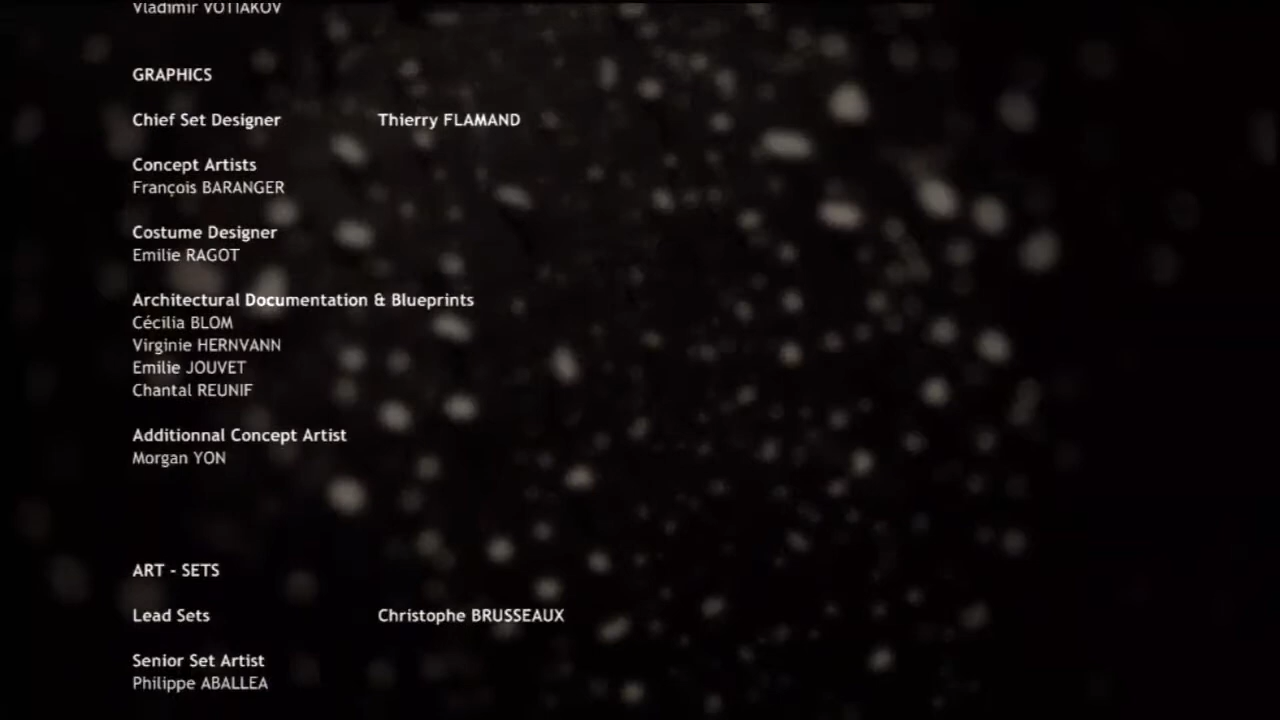 Vladimir VOTIAKOV
GRAPHICS
Chief Set Designer Thierry FLAMAND
Concept Artists
François BARANGER
Costume Designer
Emilie RAGOT
Architectural Documentation & Blueprints
Cécilia BLOM
Virginie HERNVANN
Emilie JOUVET
Chantal REUNIF
Additionnal Concept Artist
Morgan YON
ART - SETS
Lead Sets Christophe BRUSSEAUX
Senior Set Artist
Philippe ABALLEA